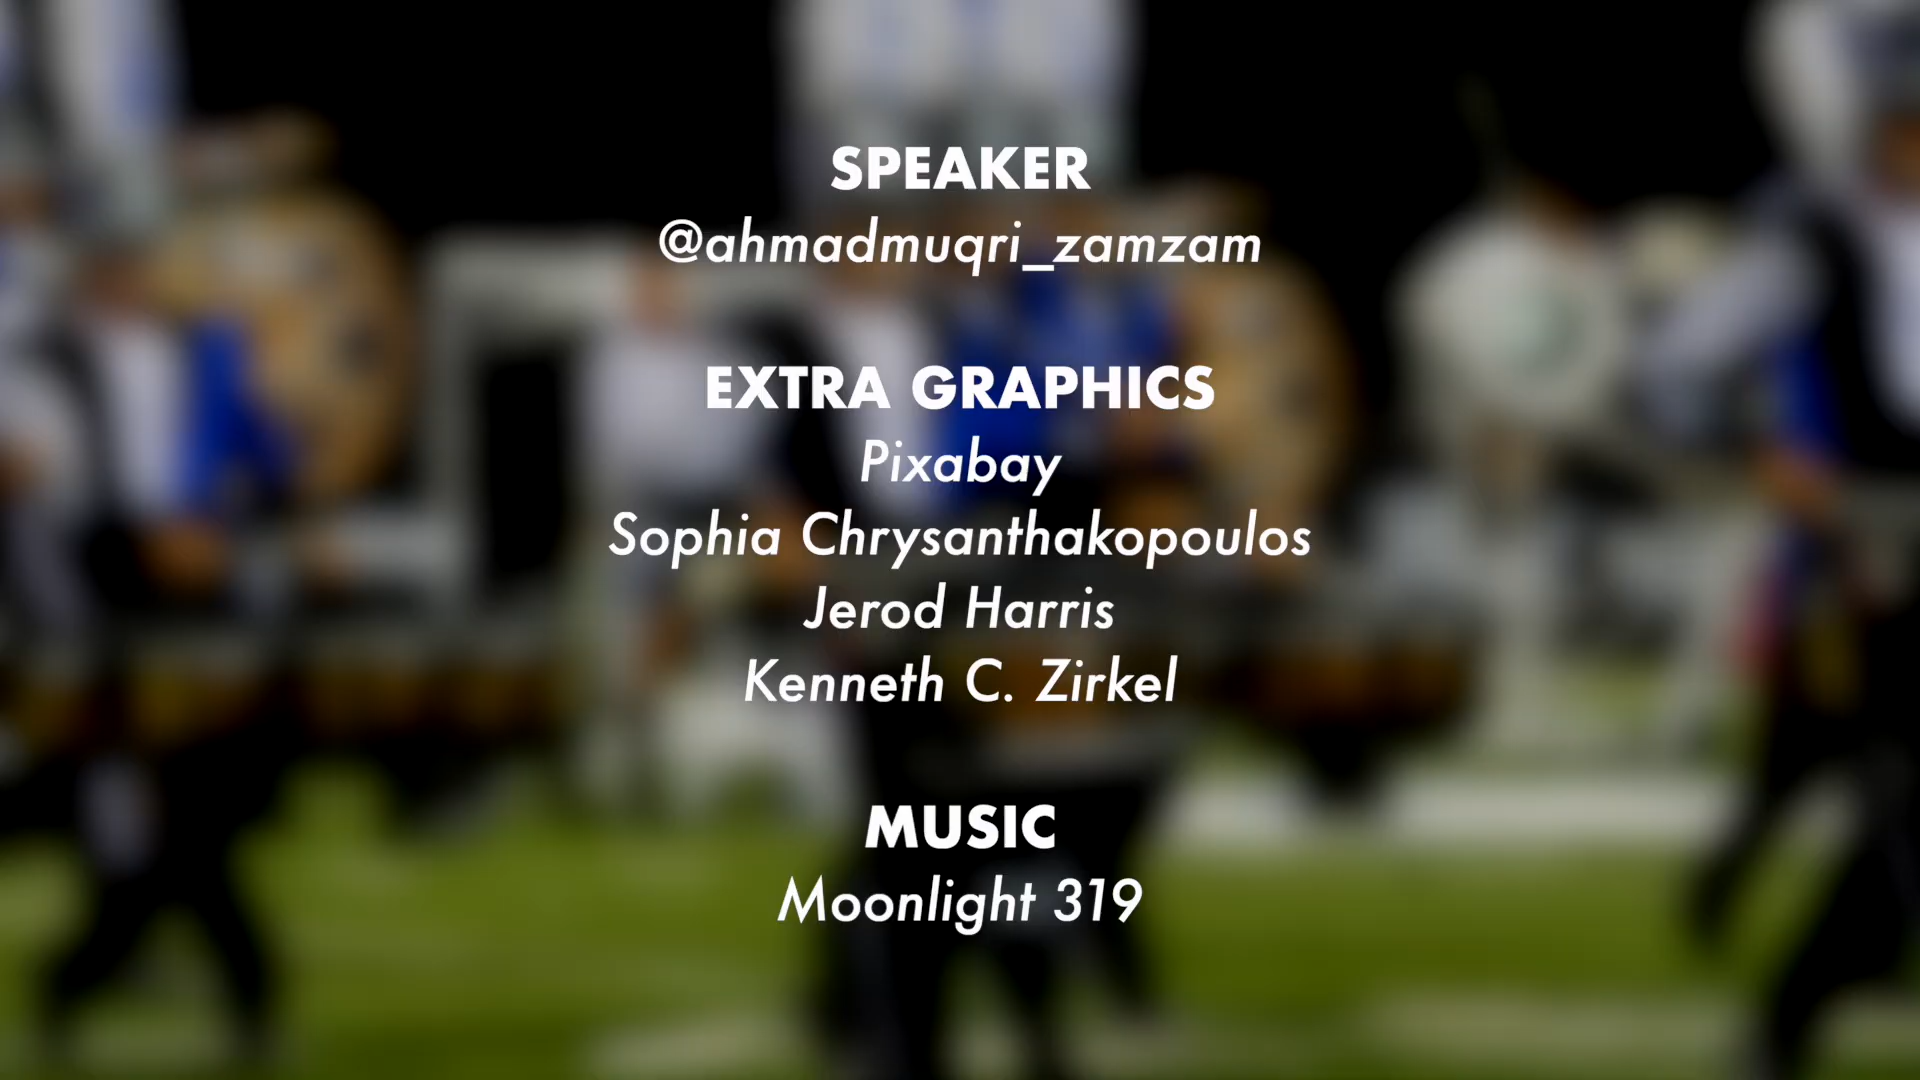 SPEAKER
@ahmadmuqri_zamzam
EXTRA GRAPHICS
Pixabay
Sophia Chrysanthakopoulos
Jerod Harris
Kenneth C. Zirkel
MUSIC
Moonlight 319